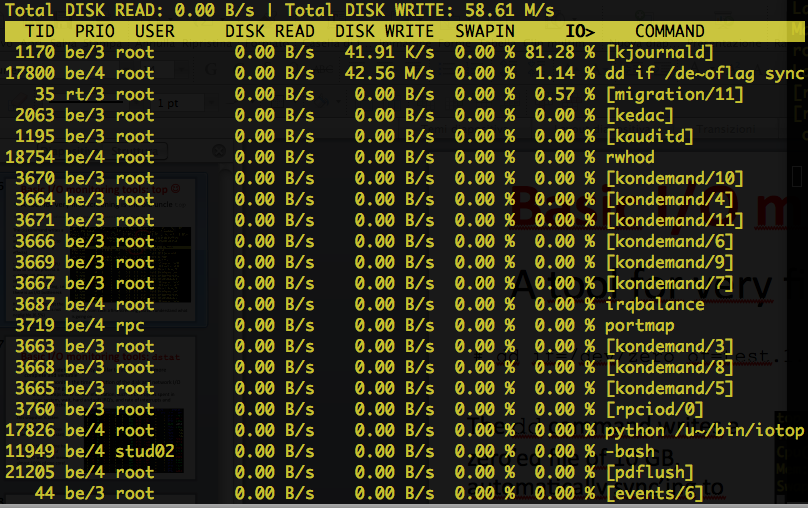 Total DISK READ: 0.00 B/s | Total DISK WRITE: 58.61 M/s
TID PRIO USER DISK READ DISK WRITE SWAPIN IO> COMMAND
1170 be/3 root 0.00 B/s 41.91 K/s 0.00 % 81.28 % [kjournald]
17800 be/4 root 0.00 B/s 42.56 M/s 0.00 % 1.14 % dd if /de~oflag sync
35 rt/3 root 0.00 B/s 0.00 B/s 0.00 % 0.57 % [migration/11]
2063 be/3 root 0.00 B/s 0.00 B/s 0.00 % 0.00 % [kedac]
1195 be/3 root 0.00 B/s 0.00 B/s 0.00 % 0.00 % [kauditd]
18754 be/4 root 0.00 B/s 0.00 B/s 0.00 % 0.00 % rwhod
3670 be/3 root 0.00 B/s 0.00 B/s 0.00 % 0.00 % [kondemand/10]
3664 be/3 root 0.00 B/s 0.00 B/s 0.00 % 0.00 % [kondemand/4]
3671 be/3 root 0.00 B/s 0.00 B/s 0.00 % 0.00 % [kondemand/11]
3666 be/3 root 0.00 B/s 0.00 B/s 0.00 % 0.00 % [kondemand/6]
3669 be/3 root 0.00 B/s 0.00 B/s 0.00 % 0.00 % [kondemand/9]
3667 be/3 root 0.00 B/s 0.00 B/s 0.00 % 0.00 % [kondemand/7]
3687 be/4 root 0.00 B/s 0.00 B/s 0.00 % 0.00 % irqbalance
3719 be/4 rpc 0.00 B/s 0.00 B/s 0.00 % 0.00 % portmap
3663 be/3 root 0.00 B/s 0.00 B/s 0.00 % 0.00 % [kondemand/3]
3668 be/3 root 0.00 B/s 0.00 B/s 0.00 % 0.00 % [kondemand/8]
3665 be/3 root 0.00 B/s 0.00 B/s 0.00 % 0.00 % [kondemand/5]
3760 be/3 root 0.00 B/s 0.00 B/s 0.00 % 0.00 % [rpciod/0]
17826 be/4 root 0.00 B/s 0.00 B/s 0.00 % 0.00 % python ./~/bin/iotop
11949 be/4 stud02 0.00 B/s 0.00 B/s 0.00 % 0.00 % -bash
21205 be/4 root 0.00 B/s 0.00 B/s 0.00 % 0.00 % [pdflush]
44 be/3 root 0.00 B/s 0.00 B/s 0.00 % 0.00 % [events/6]